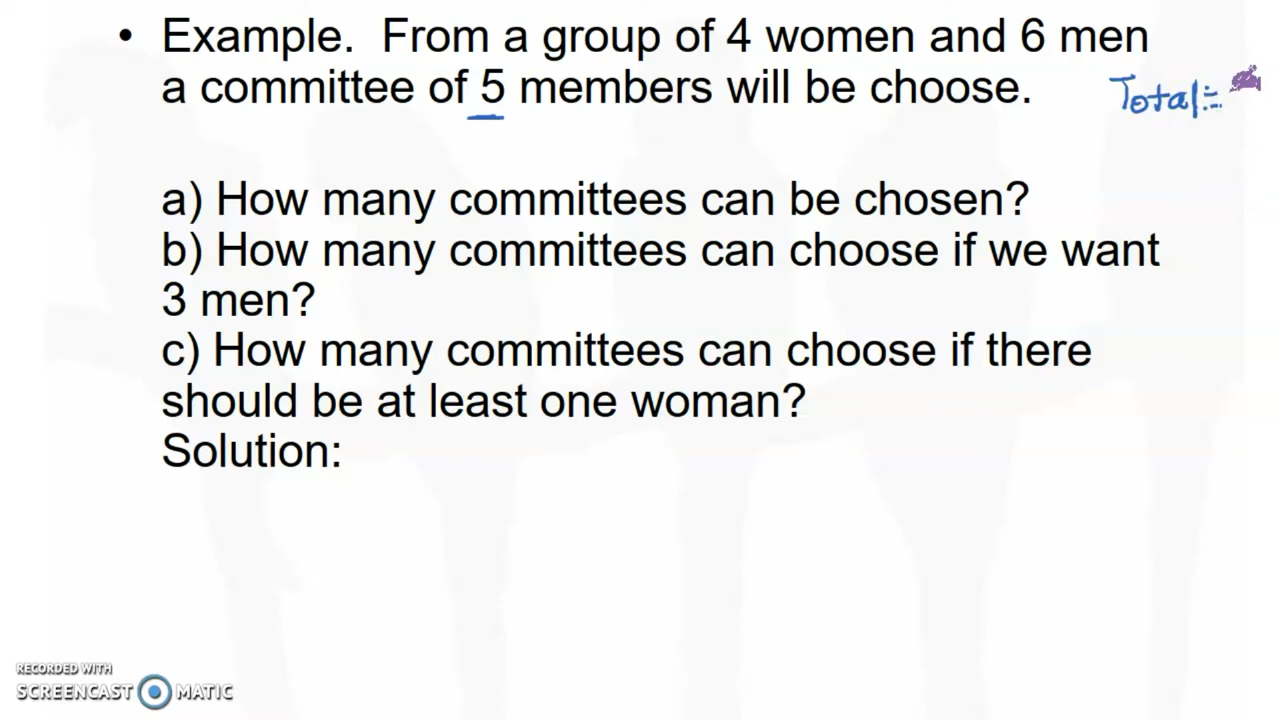 • Example. From a group of 4 women and 6 men
a committee of 5 members will be choose.
Total:=
a) How many committees can be chosen?
b) How many committees can choose if we want
3 men?
c) How many committees can choose if there
should be at least one woman?
Solution:
RECORDED WITH
SCREENCAST MATIC